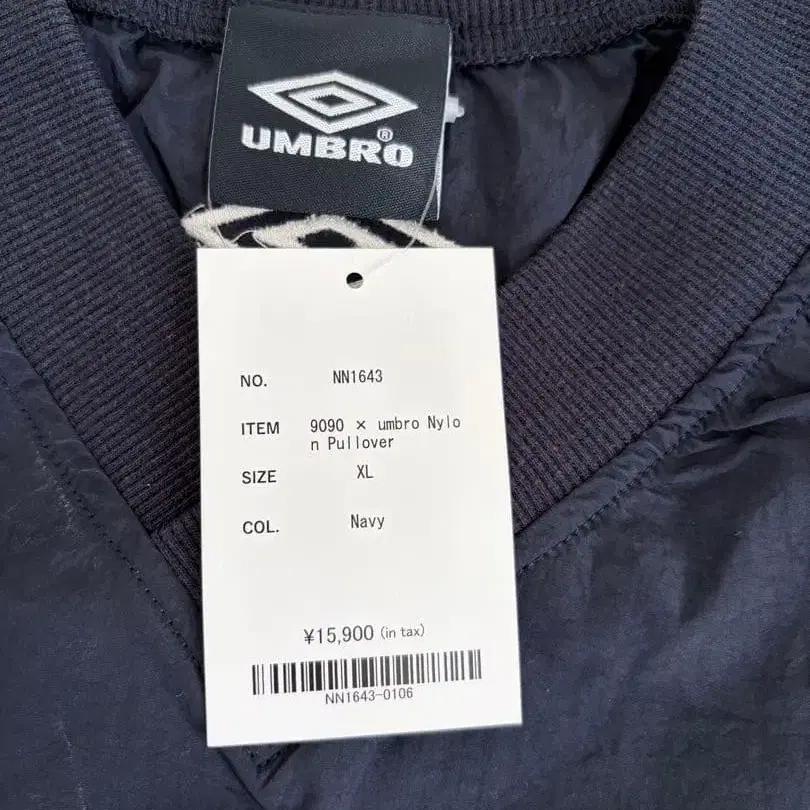 UMBRO®
NO. NN1643
ITEM 9090 × umbro Nylo
n Pullover
SIZE XL
COL. Navy
¥15,900 (in tax)
NN1643-0106